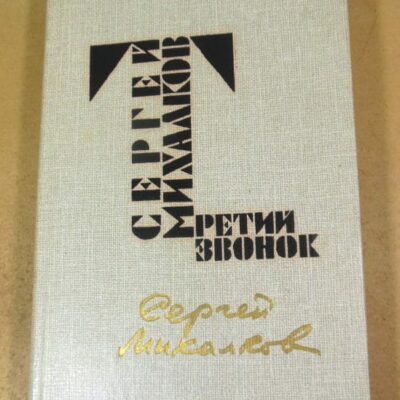 СЕРГЕЙ
МИХАЛКОВ
ТРЕТИЙ
ЗВОНОК
Сергей
Михалков